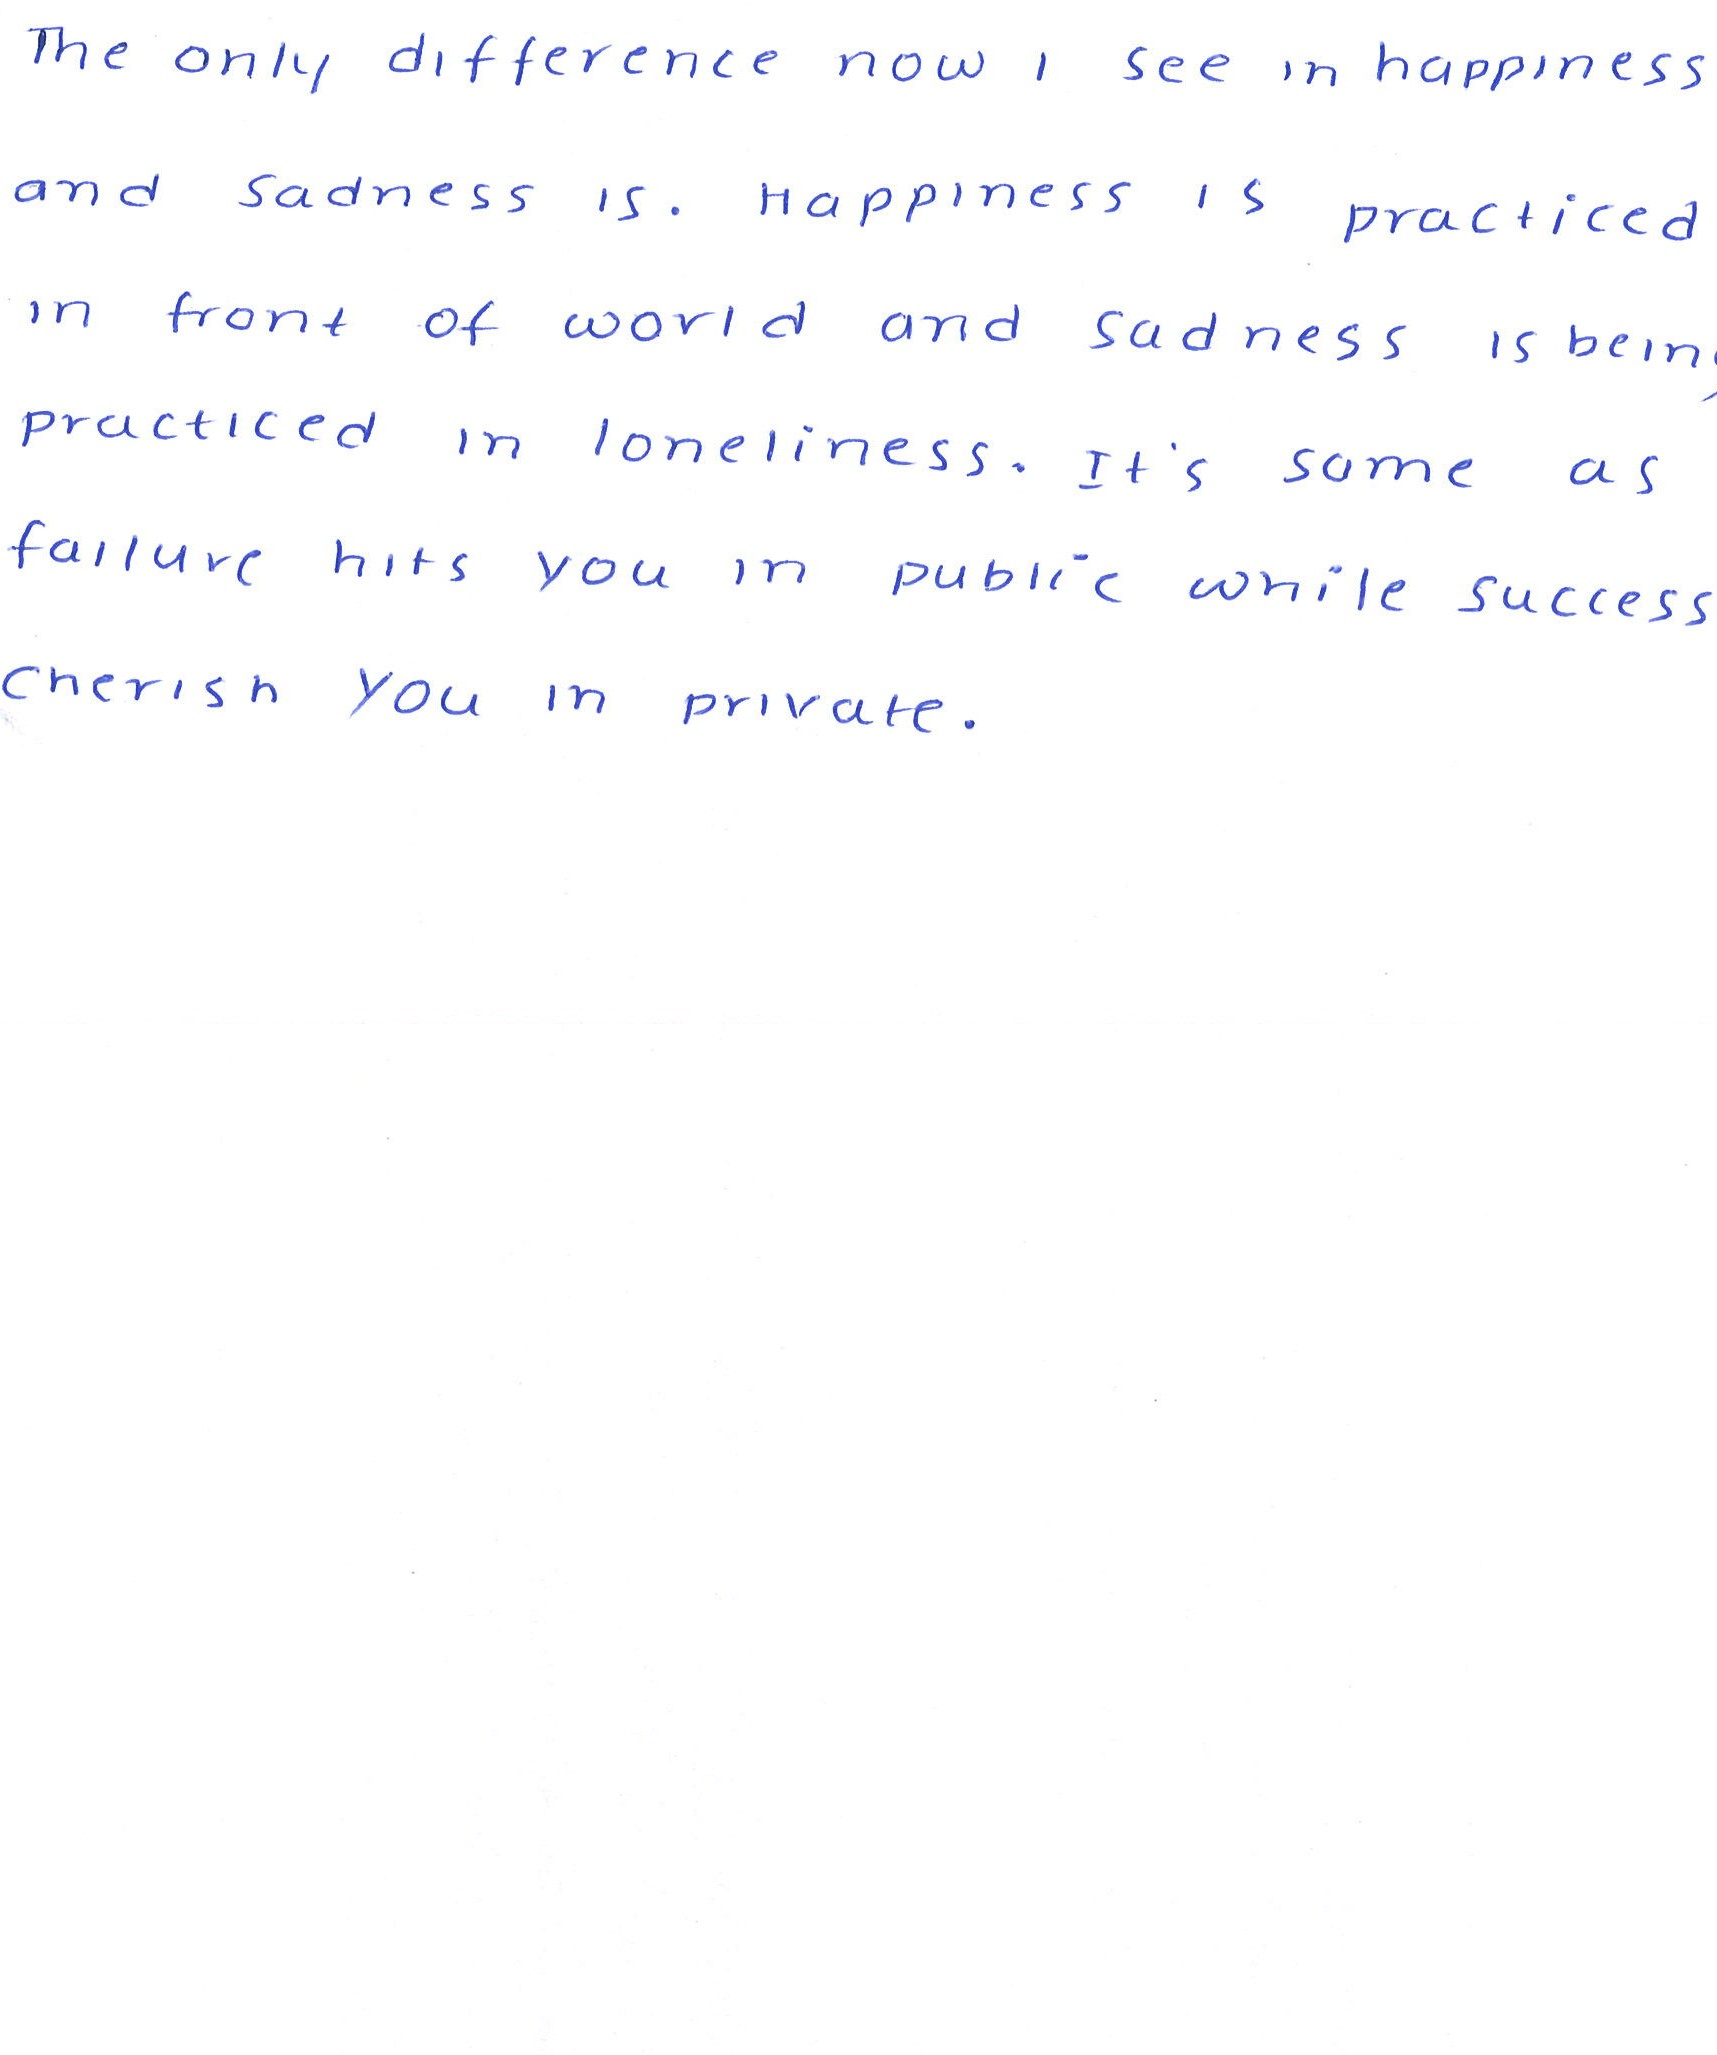 The only difference now i see in happiness
and sadness is. Happiness is practiced
in front of world and sadness is being
practiced in loneliness. It's same as
failure hits you in public while success
cherish you in private.